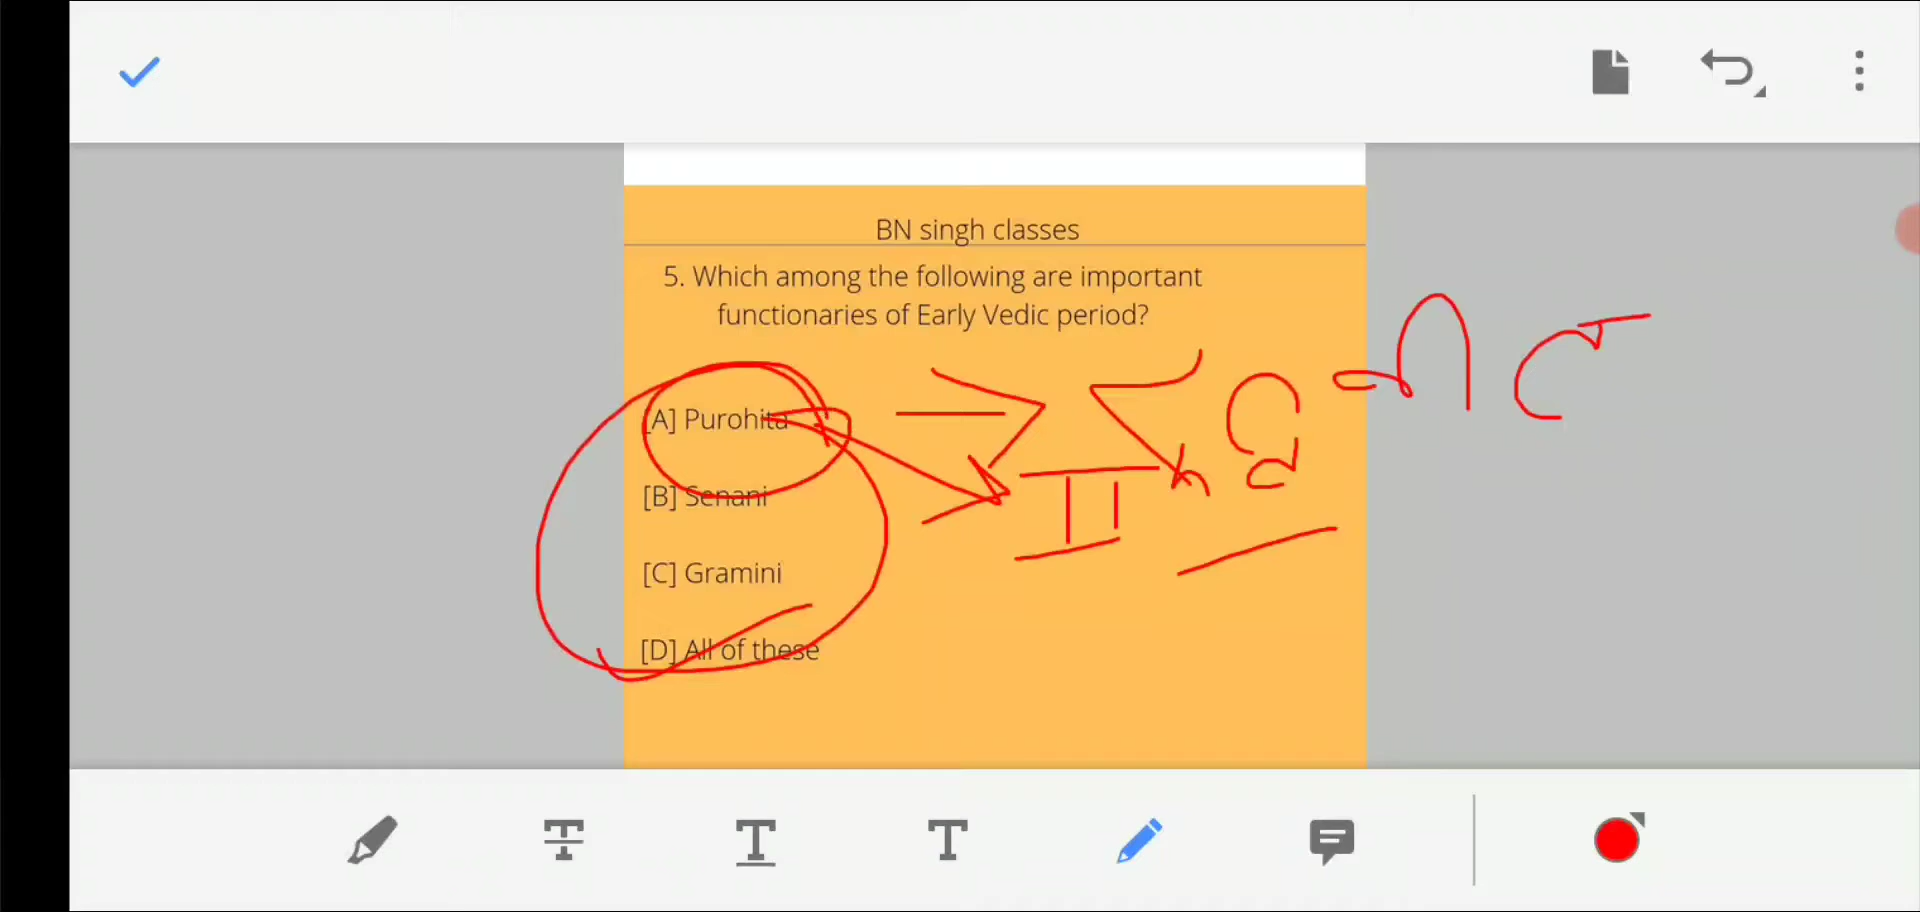 BN singh classes
5. Which among the following are important
functionaries of Early Vedic period?
[A] Purohita
[B] Senani
[C] Gramini
[D] All of these